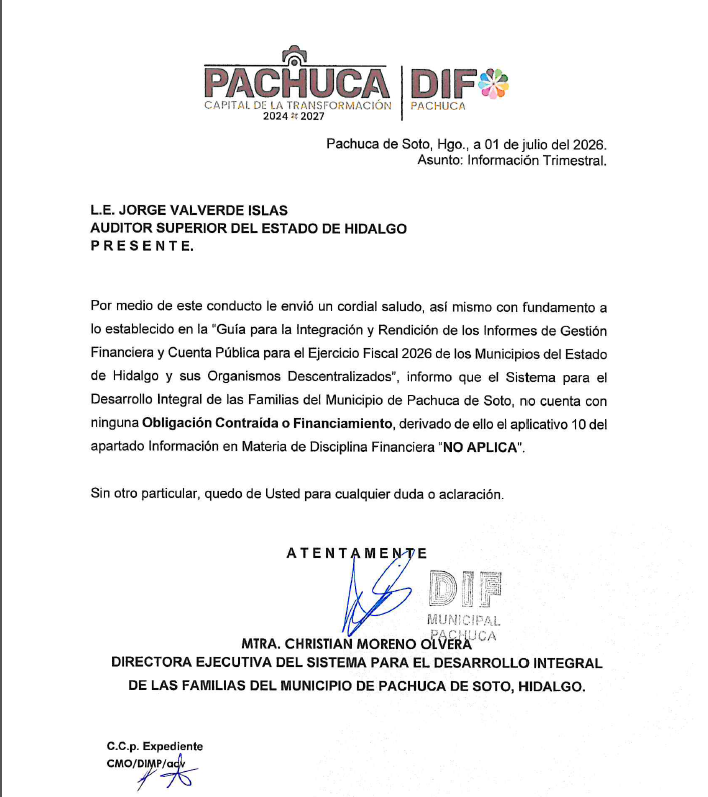 PACHUCA
CAPITAL DE LA TRANSFORMACIÓN
2024 2027
DIF
PACHUCA
Pachuca de Soto, Hgo., a 01 de julio del 2026.
Asunto: Información Trimestral.
L.E. JORGE VALVERDE ISLAS
AUDITOR SUPERIOR DEL ESTADO DE HIDALGO
P R E S E N T E.
Por medio de este conducto le envió un cordial saludo, así mismo con fundamento a
lo establecido en la "Guía para la Integración y Rendición de los Informes de Gestión
Financiera y Cuenta Pública para el Ejercicio Fiscal 2026 de los Municipios del Estado
de Hidalgo y sus Organismos Descentralizados", informo que el Sistema para el
Desarrollo Integral de las Familias del Municipio de Pachuca de Soto, no cuenta con
ninguna Obligación Contraída o Financiamiento, derivado de ello el aplicativo 10 del
apartado Información en Materia de Disciplina Financiera "NO APLICA".
Sin otro particular, quedo de Usted para cualquier duda o aclaración.
A T E N T A M E N T E
DIF
MUNICIPAL
PACHUCA
MTRA. CHRISTIAN MORENO OLVERA
DIRECTORA EJECUTIVA DEL SISTEMA PARA EL DESARROLLO INTEGRAL
DE LAS FAMILIAS DEL MUNICIPIO DE PACHUCA DE SOTO, HIDALGO.
C.C.p. Expediente
CMO/DIMP/adv